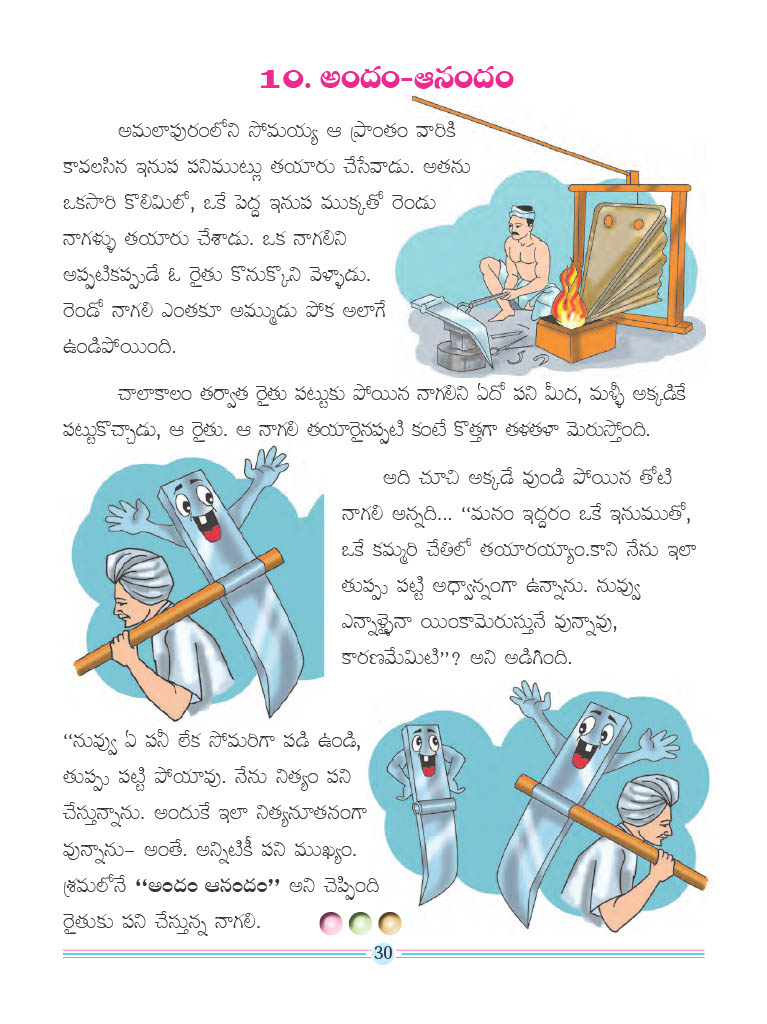 10. అందం-ఆనందం
అమలాపురంలోని సోమయ్య ఆ ప్రాంతం వారికి
కావలసిన ఇనుప పనిముట్లు తయారు చేసేవాడు. అతను
ఒకసారి కొలిమిలో, ఒకే పెద్ద ఇనుప ముక్కతో రెండు
నాగళ్ళు తయారు చేశాడు. ఒక నాగలిని
అప్పటికప్పుడే ఓ రైతు కొనుక్కొని వెళ్ళాడు.
రెండో నాగలి ఎంతకూ అమ్ముడు పోక అలాగే
ఉండిపోయింది.
చాలాకాలం తర్వాత రైతు పట్టుకు పోయిన నాగలిని ఏదో పని మీద, మళ్ళీ అక్కడికే
పట్టుకొచ్చాడు, ఆ రైతు. ఆ నాగలి తయారైనప్పటి కంటే కొత్తగా తళతళా మెరుస్తోంది.
అది చూచి అక్కడే వుండి పోయిన తోటి
నాగలి అన్నది... “మనం ఇద్దరం ఒకే ఇనుముతో,
ఒకే కమ్మరి చేతిలో తయారయ్యాం.కాని నేను ఇలా
తుప్పు పట్టి అధ్వాన్నంగా ఉన్నాను. నువ్వు
ఎన్నాళ్ళైనా యింకామెరుస్తునే వున్నావు,
కారణమేమిటి”? అని అడిగింది.
“నువ్వు ఏ పనీ లేక సోమరిగా పడి ఉండి,
తుప్పు పట్టి పోయావు. నేను నిత్యం పని
చేస్తున్నాను. అందుకే ఇలా నిత్యనూతనంగా
వున్నాను- అంతే. అన్నిటికీ పని ముఖ్యం.
శ్రమలోనే “అందం ఆనందం” అని చెప్పింది
రైతుకు పని చేస్తున్న నాగలి.
30